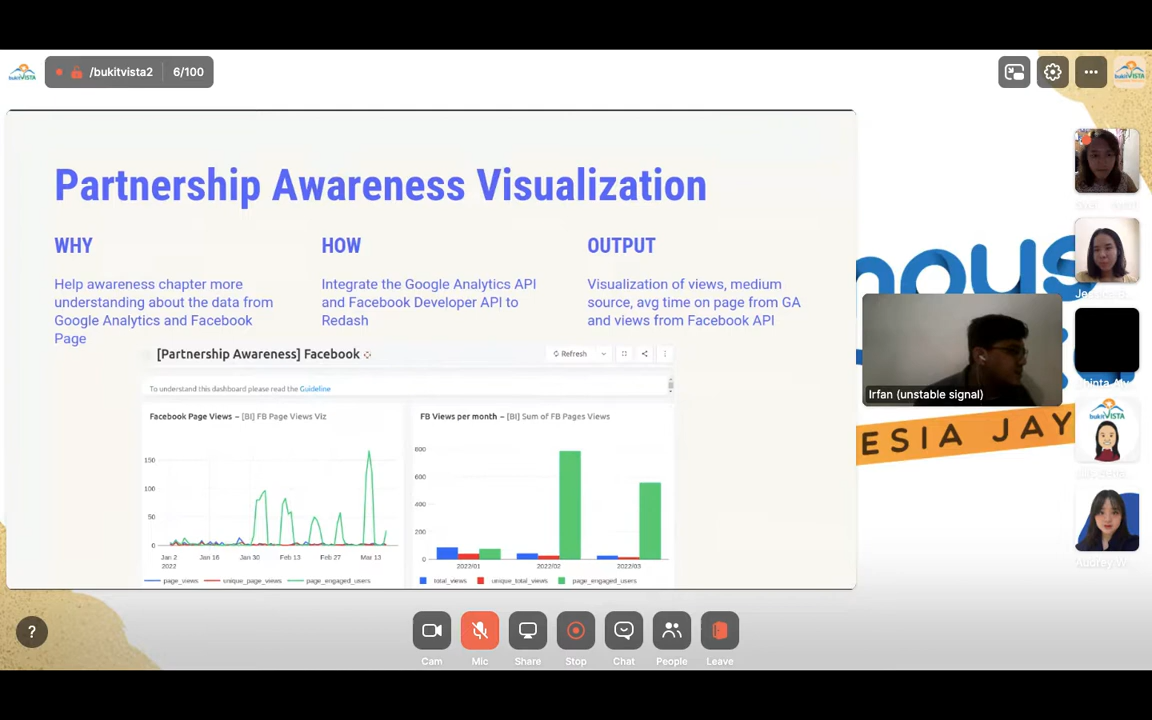 bukitVISTA
/bukitvista2
6/100
bukitVISTA
Partnership Awareness Visualization
WHY
Help awareness chapter more
understanding about the data from
Google Analytics and Facebook
Page
HOW
Integrate the Google Analytics API
and Facebook Developer API to
Redash
OUTPUT
Visualization of views, medium
source, avg time on page from GA
and views from Facebook API
[Partnership Awareness] Facebook
Refresh
To understand this dashboard please read the Guideline
Facebook Page Views – [BI] FB Page Views Viz
150
100
50
0
Jan 2
2022
Jan 16
Jan 30
Feb 13
Feb 27
Mar 13
page_views
unique_page_views
page_engaged_users
FB Views per month – [BI] Sum of FB Pages Views
800
600
400
200
0
2022/01
2022/02
2022/03
total_views
unique_total_views
page_engaged_users
Irfan (unstable signal)
ESIA JAY
bukitVISTA
?
Cam
Mic
Share
Stop
Chat
People
Leave